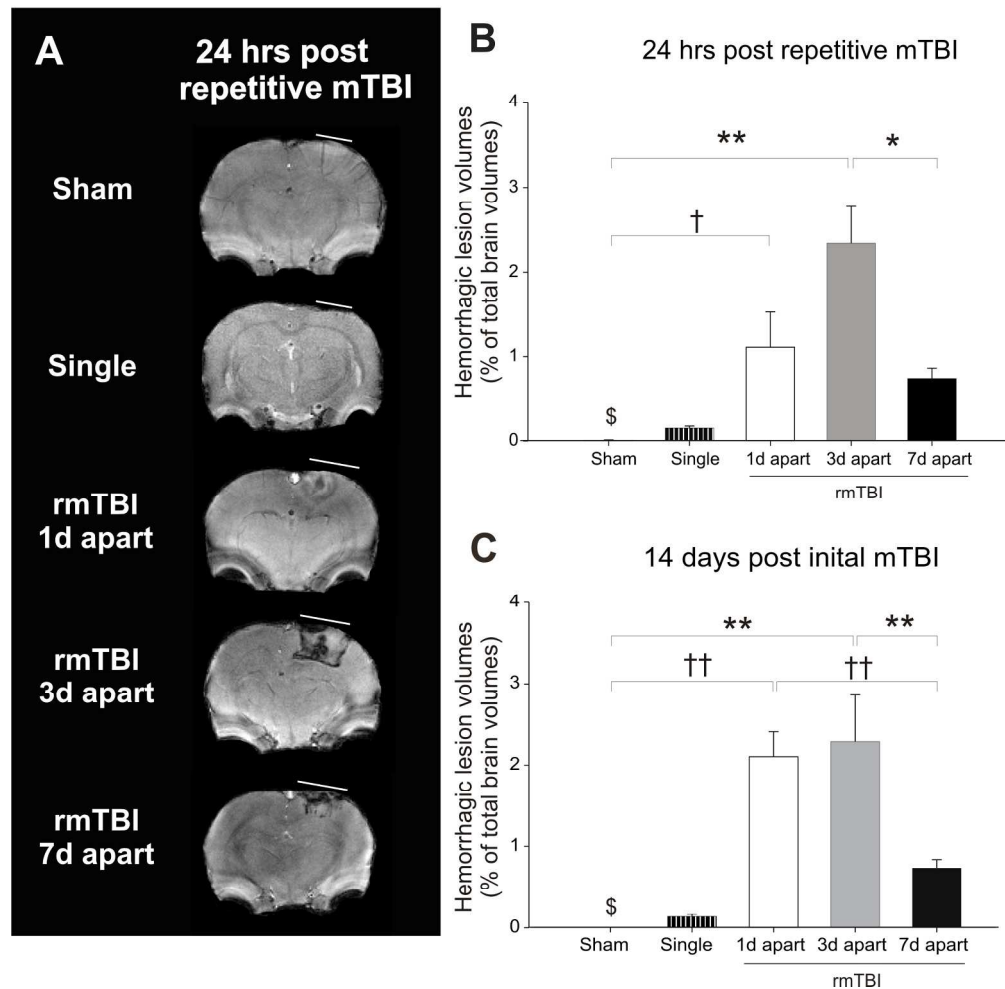 A
24 hrs post
repetitive mTBI
Sham
Single
rmTBI
1d apart
rmTBI
3d apart
rmTBI
7d apart
B
24 hrs post repetitive mTBI
Hemorrhagic lesion volumes
(% of total brain volumes)
4
3
2
1
0
**
*
†
$
Sham
Single
1d apart
3d apart
7d apart
rmTBI
C
14 days post inital mTBI
Hemorrhagic lesion volumes
(% of total brain volumes)
4
3
2
1
0
**
**
††
††
$
Sham
Single
1d apart
3d apart
7d apart
rmTBI